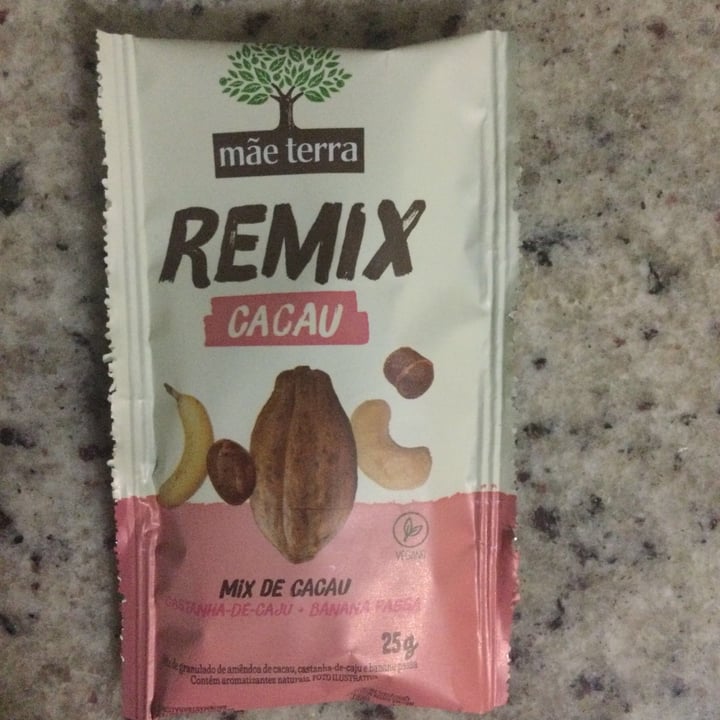 mãe terra
REMIX
CACAU
VEGANO
MIX DE CACAU
CASTANHA-DE-CAJU + BANANA PASSA
25g
de granulado de amêndoa de cacau, castanha-de-caju e banana passa
Contém aromatizantes naturais. FOTO ILUSTRATIVA